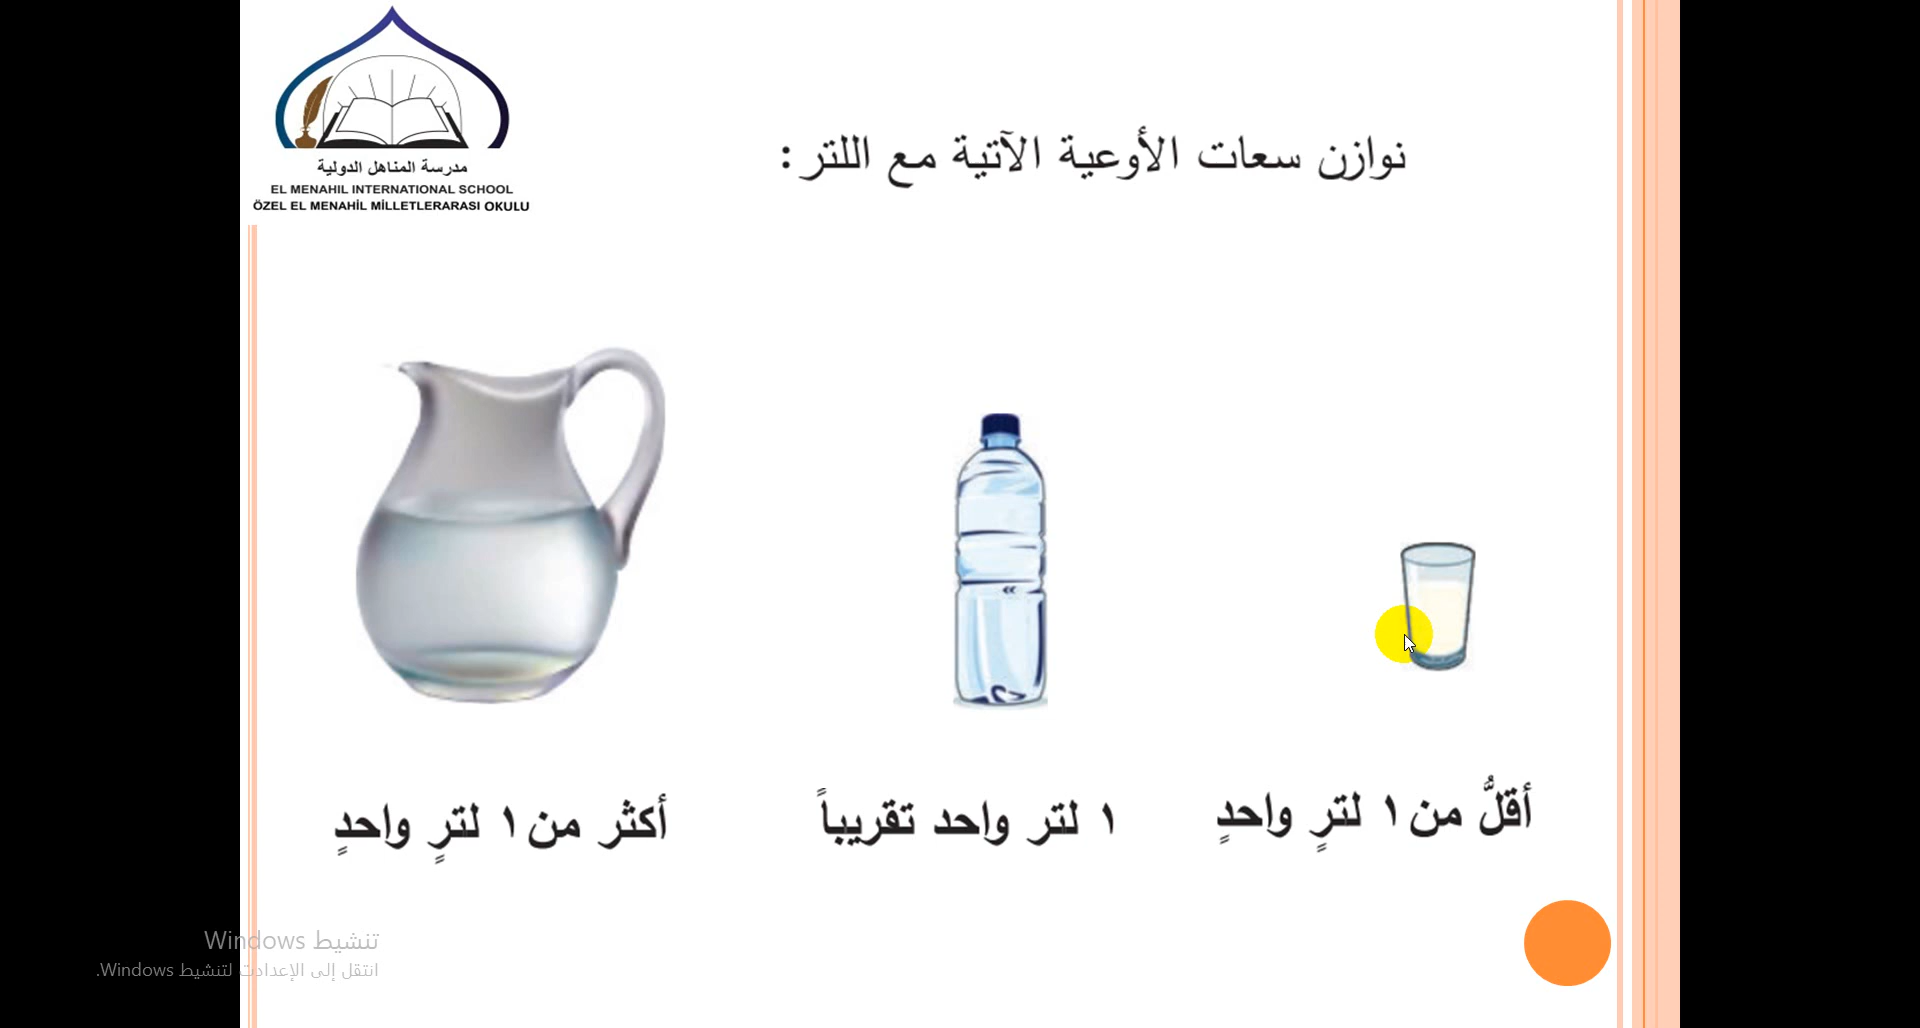 مدرسة المناهل الدولية
EL MENAHIL INTERNATIONAL SCHOOL
ÖZEL EL MENAHİL MİLLETLERARASI OKULU
نوازن سعات الأوعية الآتية مع اللتر :
أقلُّ من ١ لترٍ واحدٍ
١ لتر واحد تقريباً
أكثر من ١ لترٍ واحدٍ
تنشيط Windows
انتقل إلى الإعدادات لتنشيط Windows.